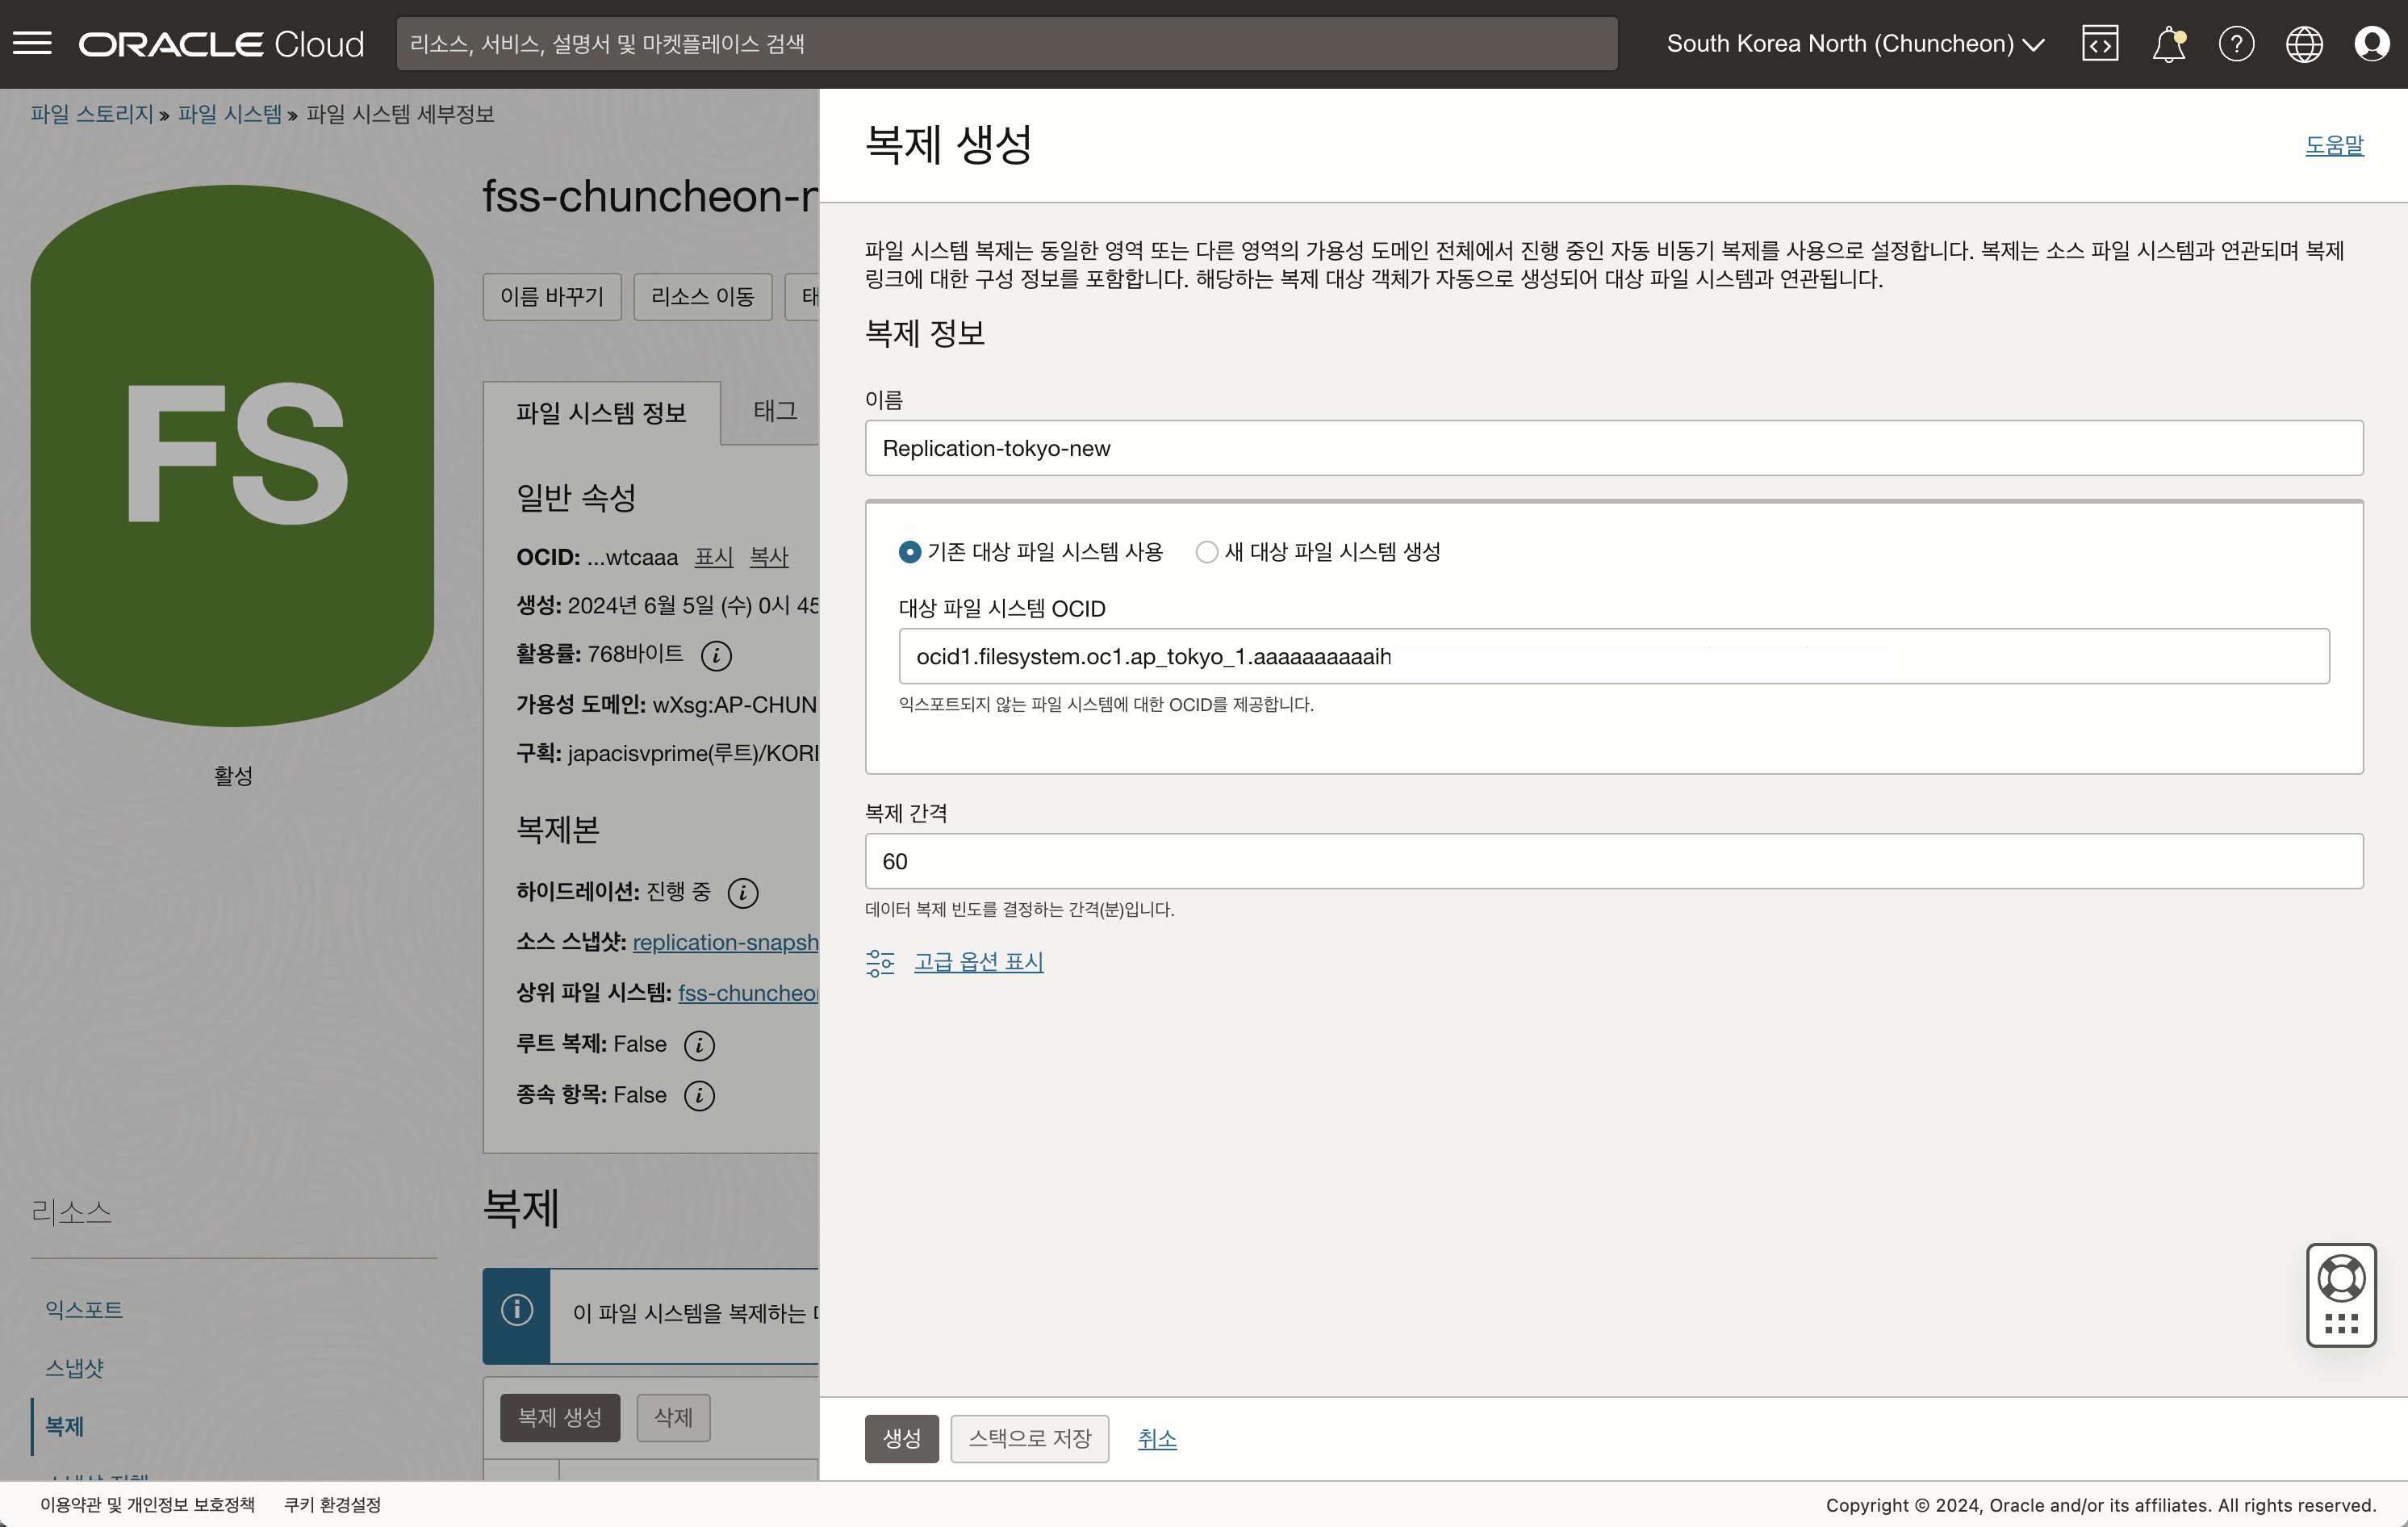 ORACLE Cloud
리소스, 서비스, 설명서 및 마켓플레이스 검색
South Korea North (Chuncheon)
파일 스토리지 » 파일 시스템 » 파일 시스템 세부정보
FS
활성
fss-chuncheon-
이름 바꾸기
리소스 이동
태
파일 시스템 정보
태그
일반 속성
OCID: ...wtcaaa 표시 복사
생성: 2024년 6월 5일 (수) 0시 45
활용률: 768바이트
가용성 도메인: wXsg:AP-CHUN
구획: japacisvprime(루트)/KOR
복제본
하이드레이션: 진행 중
소스 스냅샷: replication-snapsh
상위 파일 시스템: fss-chuncheo
루트 복제: False
종속 항목: False
리소스
익스포트
스냅샷
복제
복제
이 파일 시스템을 복제하는
복제 생성
삭제
복제 생성
도움말
파일 시스템 복제는 동일한 영역 또는 다른 영역의 가용성 도메인 전체에서 진행 중인 자동 비동기 복제를 사용으로 설정합니다. 복제는 소스 파일 시스템과 연관되며 복제
링크에 대한 구성 정보를 포함합니다. 해당하는 복제 대상 객체가 자동으로 생성되어 대상 파일 시스템과 연관됩니다.
복제 정보
이름
Replication-tokyo-new
기존 대상 파일 시스템 사용
새 대상 파일 시스템 생성
대상 파일 시스템 OCID
ocid1.filesystem.oc1.ap_tokyo_1.aaaaaaaaaaih
익스포트되지 않는 파일 시스템에 대한 OCID를 제공합니다.
복제 간격
60
데이터 복제 빈도를 결정하는 간격(분)입니다.
고급 옵션 표시
생성
스택으로 저장
취소
이용약관 및 개인정보 보호정책
쿠키 환경설정
Copyright © 2024, Oracle and/or its affiliates. All rights reserved.